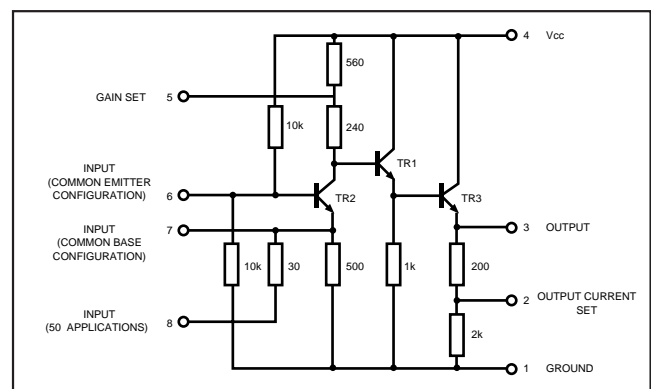 4 Vcc
560
GAIN SET 5
10k
240
TR1
INPUT
(COMMON EMITTER
CONFIGURATION) 6
TR2
TR3
INPUT
(COMMON BASE
CONFIGURATION) 7
3 OUTPUT
10k
30
500
1k
200
2 OUTPUT CURRENT
SET
INPUT
(50 APPLICATIONS) 8
2k
1 GROUND